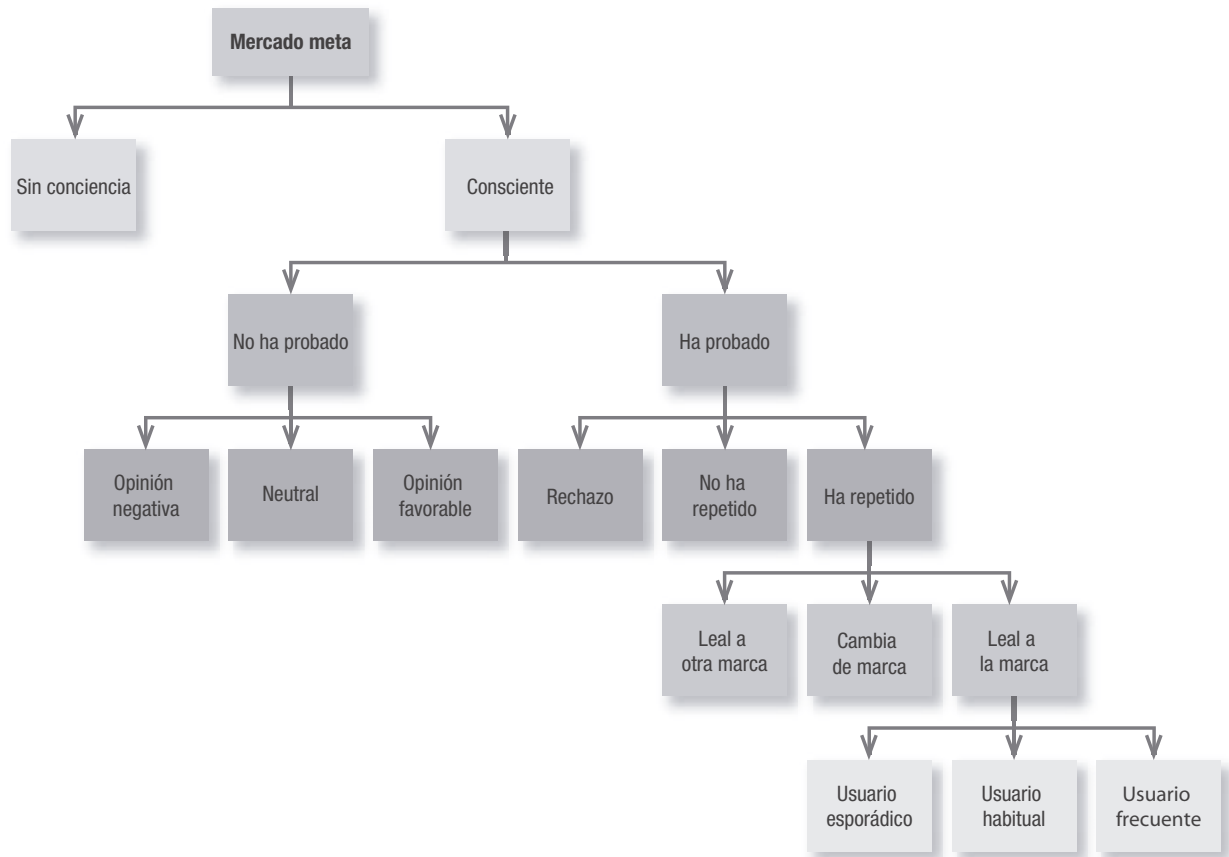 Mercado meta
Sin conciencia
Consciente
No ha probado
Ha probado
Opinión
negativa
Neutral
Opinión
favorable
Rechazo
No ha
repetido
Ha repetido
Leal a
otra marca
Cambia
de marca
Leal a
la marca
Usuario
esporádico
Usuario
habitual
Usuario
frecuente